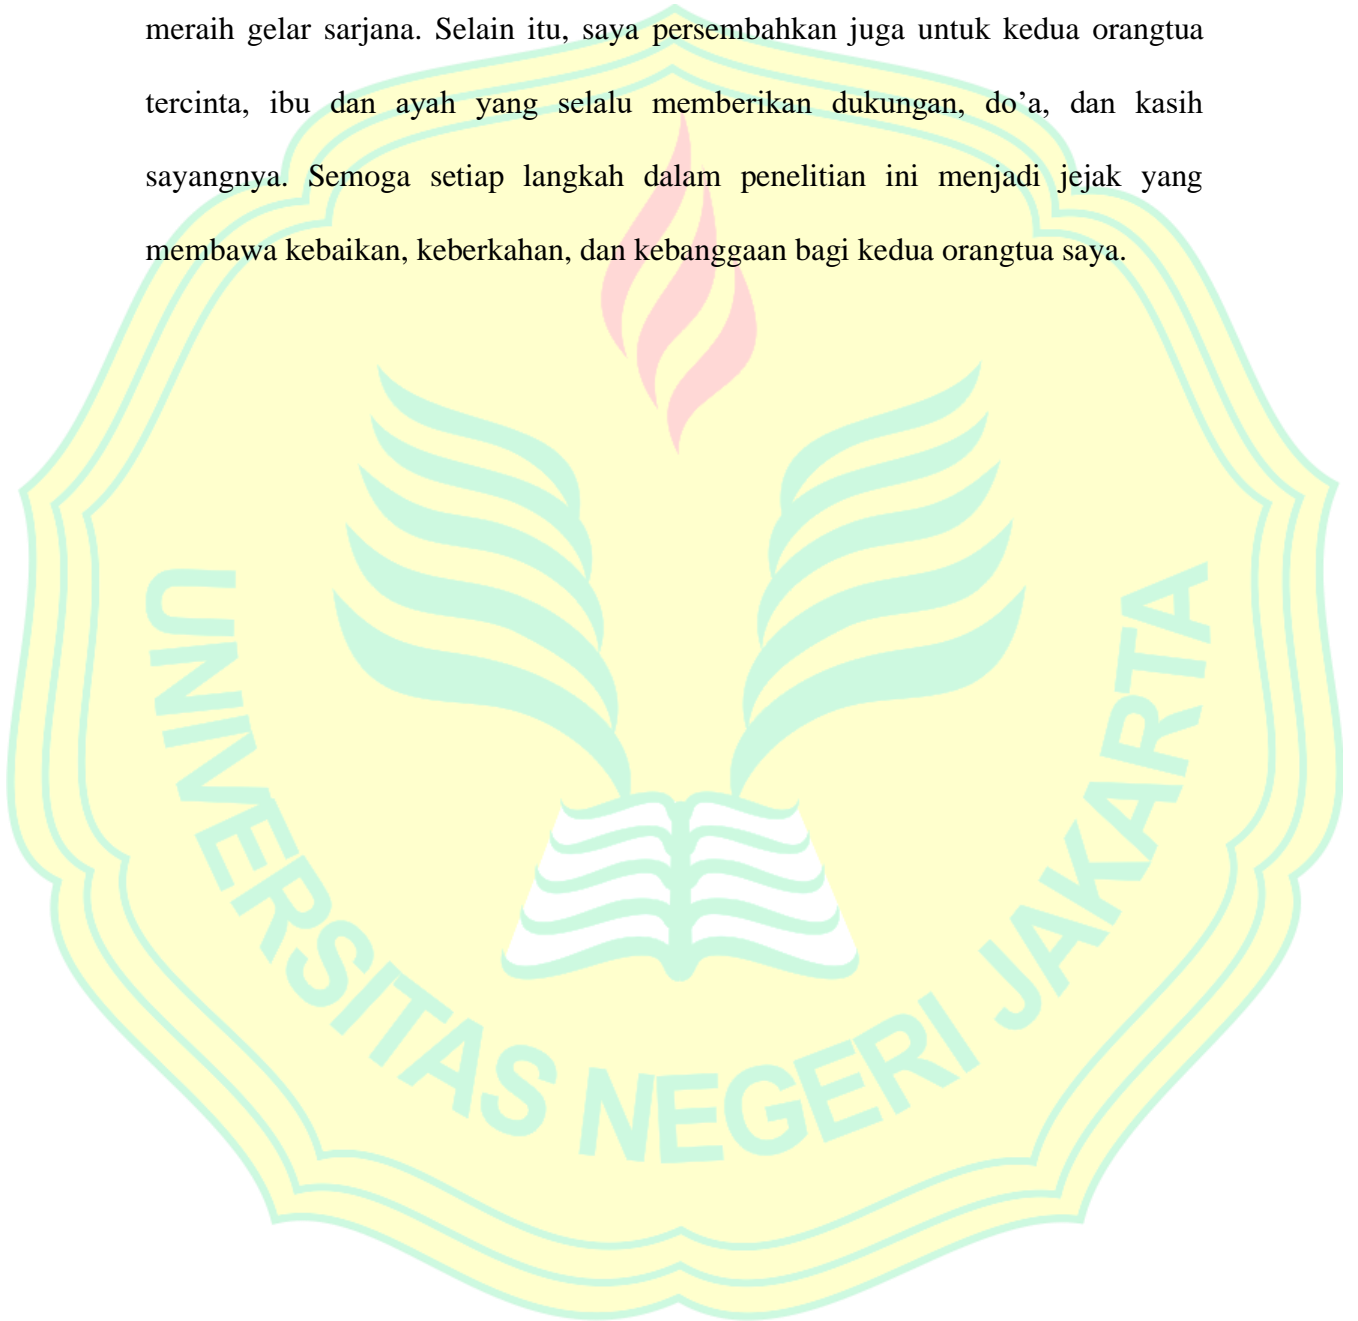 meraih gelar sarjana. Selain itu, saya persembahkan juga untuk kedua orangtua
tercinta, ibu dan ayah yang selalu memberikan dukungan, do’a, dan kasih
sayangnya. Semoga setiap langkah dalam penelitian ini menjadi jejak yang
membawa kebaikan, keberkahan, dan kebanggaan bagi kedua orangtua saya.
UNIVERSITAS NEGERI JAKARTA